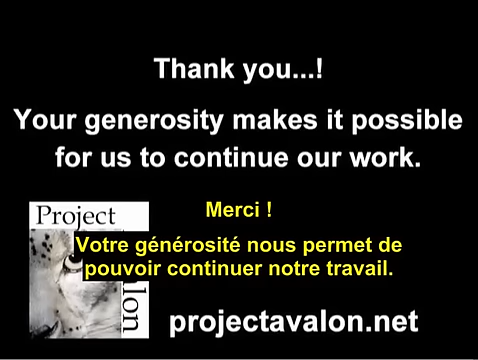 Thank you...!
Your generosity makes it possible
for us to continue our work.
Project
Merci !
Votre générosité nous permet de
pouvoir continuer notre travail.
projectavalon.net